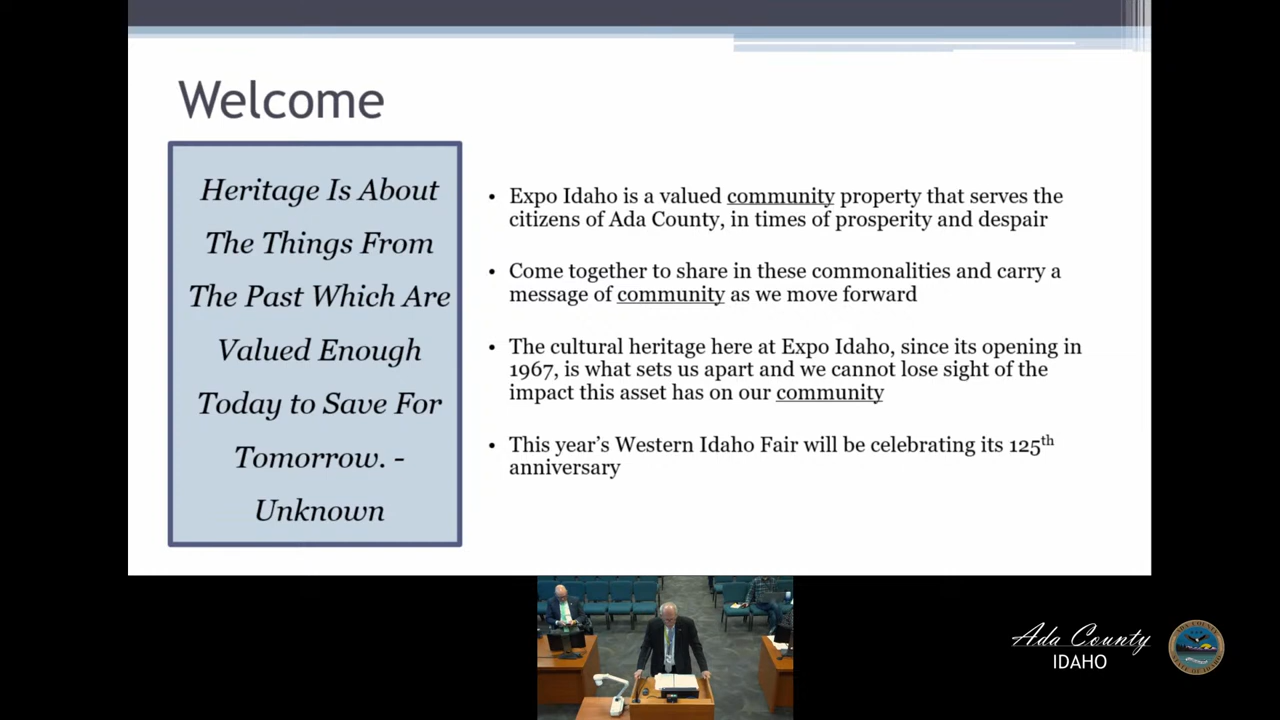 Welcome
Heritage Is About
The Things From
The Past Which Are
Valued Enough
Today to Save For
Tomorrow. -
Unknown
• Expo Idaho is a valued community property that serves the
citizens of Ada County, in times of prosperity and despair
• Come together to share in these commonalities and carry a
message of community as we move forward
• The cultural heritage here at Expo Idaho, since its opening in
1967, is what sets us apart and we cannot lose sight of the
impact this asset has on our community
• This year's Western Idaho Fair will be celebrating its 125th
anniversary
Ada County
IDAHO